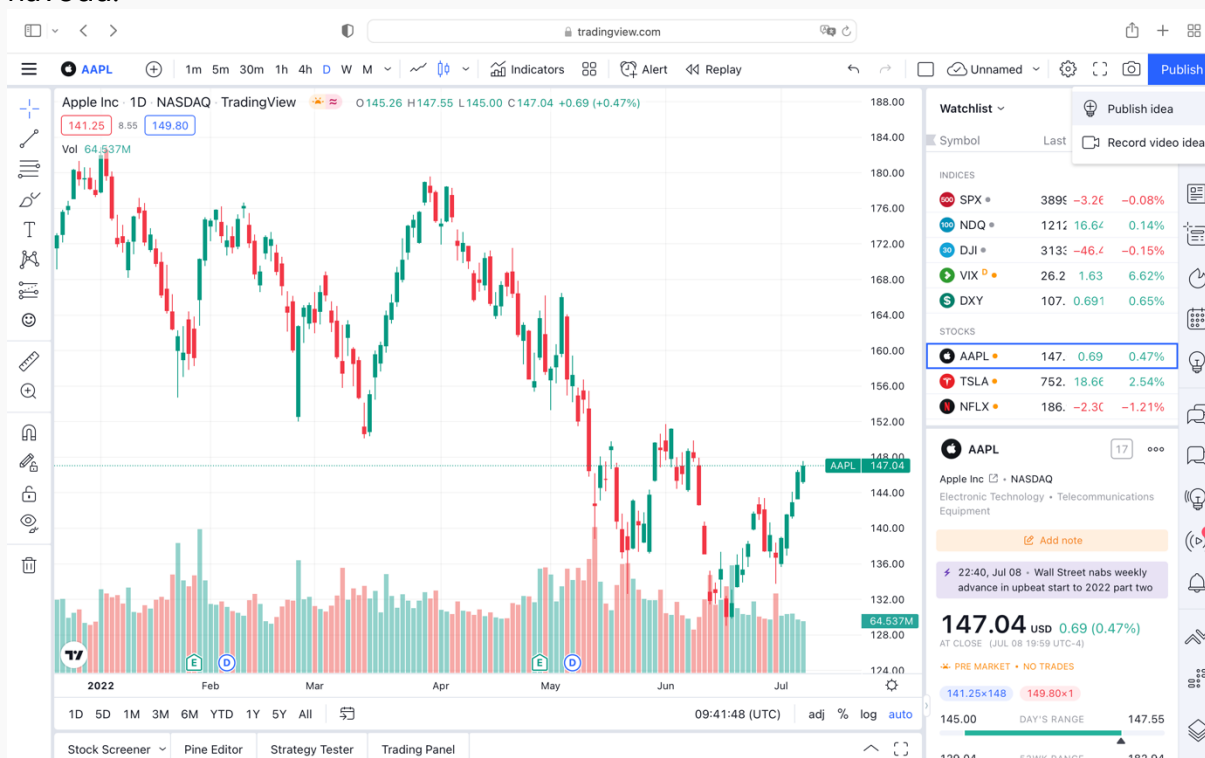 tradingview.com
AAPL 1m 5m 30m 1h 4h D W M Indicators Alert Replay Unnamed Publish
Apple Inc 1D · NASDAQ · TradingView O145.26 H147.55 L145.00 C147.04 +0.69 (+0.47%)
141.25 8.55 149.80
Vol 64.537M
188.00
184.00
180.00
176.00
172.00
168.00
164.00
160.00
156.00
152.00
148.00
AAPL 147.04
144.00
140.00
136.00
132.00
64.537M
128.00
124.00
E D E D
2022 Feb Mar Apr May Jun Jul
1D 5D 1M 3M 6M YTD 1Y 5Y All 09:41:48 (UTC) adj % log auto
Stock Screener Pine Editor Strategy Tester Trading Panel
Watchlist
Publish idea
Record video idea
Symbol Last
INDICES
500 SPX 3899 −3.26 −0.08%
100 NDQ 1212 16.64 0.14%
30 DJI 3133 −46.4 −0.15%
VIX D 26.2 1.63 6.62%
$ DXY 107. 0.691 0.65%
STOCKS
AAPL 147. 0.69 0.47%
TSLA 752. 18.66 2.54%
NFLX 186. −2.30 −1.21%
AAPL 17
Apple Inc • NASDAQ
Electronic Technology • Telecommunications
Equipment
Add note
22:40, Jul 08 - Wall Street nabs weekly
advance in upbeat start to 2022 part two
147.04 USD 0.69 (0.47%)
AT CLOSE (JUL 08 19:59 UTC-4)
PRE MARKET • NO TRADES
141.25×148 149.80×1
145.00 DAY'S RANGE 147.55